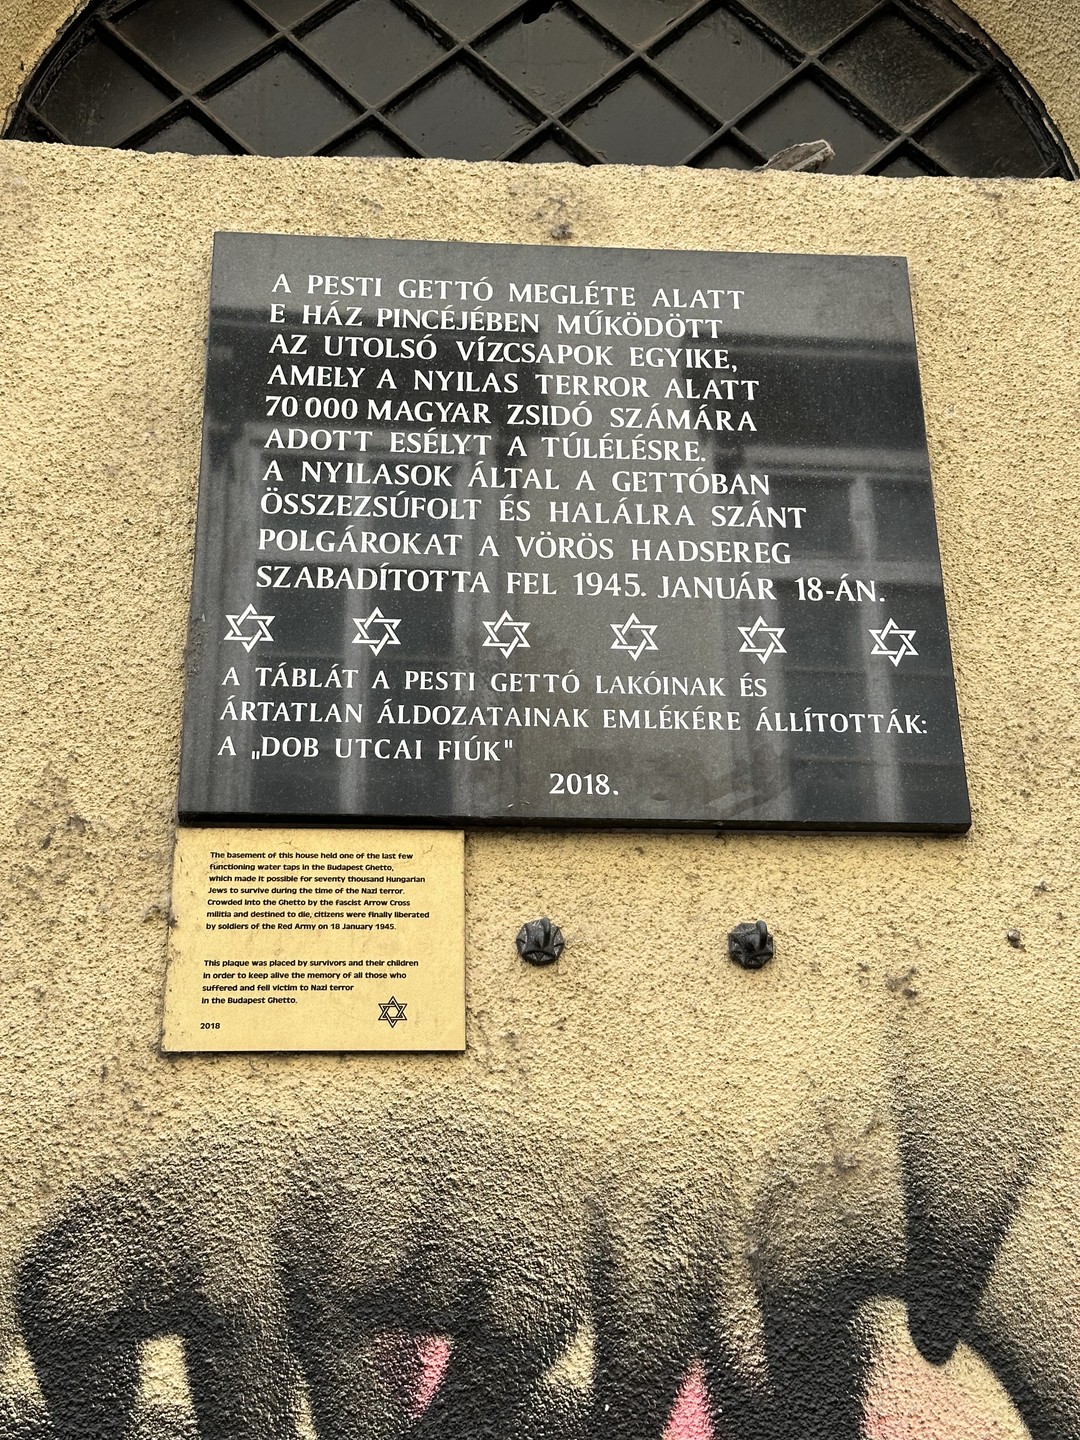 A PESTI GETTÓ MEGLÉTE ALATT
E HÁZ PINCÉJÉBEN MŰKÖDÖTT
AZ UTOLSÓ VÍZCSAPOK EGYIKE,
AMELY A NYILAS TERROR ALATT
70 000 MAGYAR ZSIDÓ SZÁMÁRA
ADOTT ESÉLYT A TÚLÉLÉSRE.
A NYILASOK ÁLTAL A GETTÓBAN
ÖSSZEZSÚFOLT ÉS HALÁLRA SZÁNT
POLGÁROKAT A VÖRÖS HADSEREG
SZABADÍTOTTA FEL 1945. JANUÁR 18-ÁN.
A TÁBLÁT A PESTI GETTÓ LAKÓINAK ÉS
ÁRTATLAN ÁLDOZATAINAK EMLÉKÉRE ÁLLÍTOTTÁK:
A „DOB UTCAI FIÚK"
2018.
The basement of this house held one of the last few
functioning water taps in the Budapest Ghetto,
which made it possible for seventy thousand Hungarian
Jews to survive during the time of the Nazi terror.
Crowded into the Ghetto by the fascist Arrow Cross
militia and destined to die, citizens were finally liberated
by soldiers of the Red Army on 18 January 1945.
This plaque was placed by survivors and their children
in order to keep alive the memory of all those who
suffered and fell victim to Nazi terror
in the Budapest Ghetto.
2018